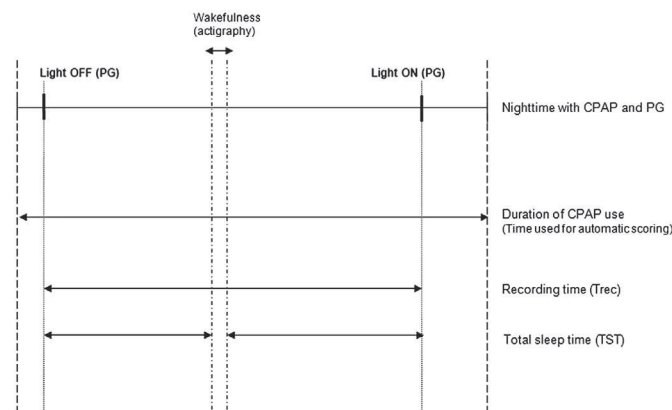 Wakefulness
(actigraphy)
Light OFF (PG)
Light ON (PG)
Nighttime with CPAP and PG
Duration of CPAP use
(Time used for automatic scoring)
Recording time (Trec)
Total sleep time (TST)